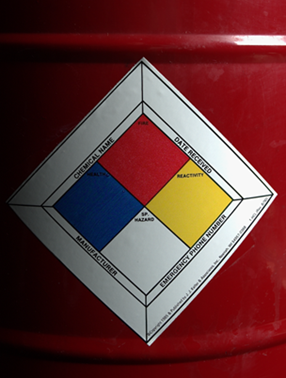 FIRE
CHEMICAL NAME
DATE RECEIVED
HEALTH
REACTIVITY
SP.
HAZARD
MANUFACTURER
EMERGENCY PHONE NUMBER